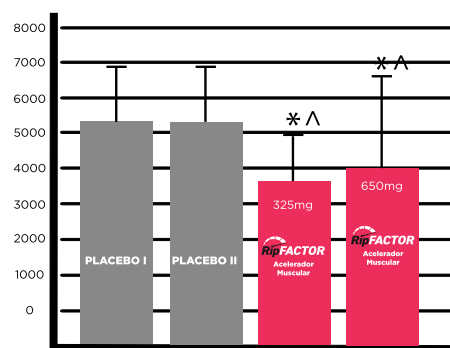 8000
7000
6000
5000
4000
3000
2000
1000
0
PLACEBO I
PLACEBO II
* ^
325mg
RipFACTOR
Acelerador
Muscular
* ^
650mg
RipFACTOR
Acelerador
Muscular